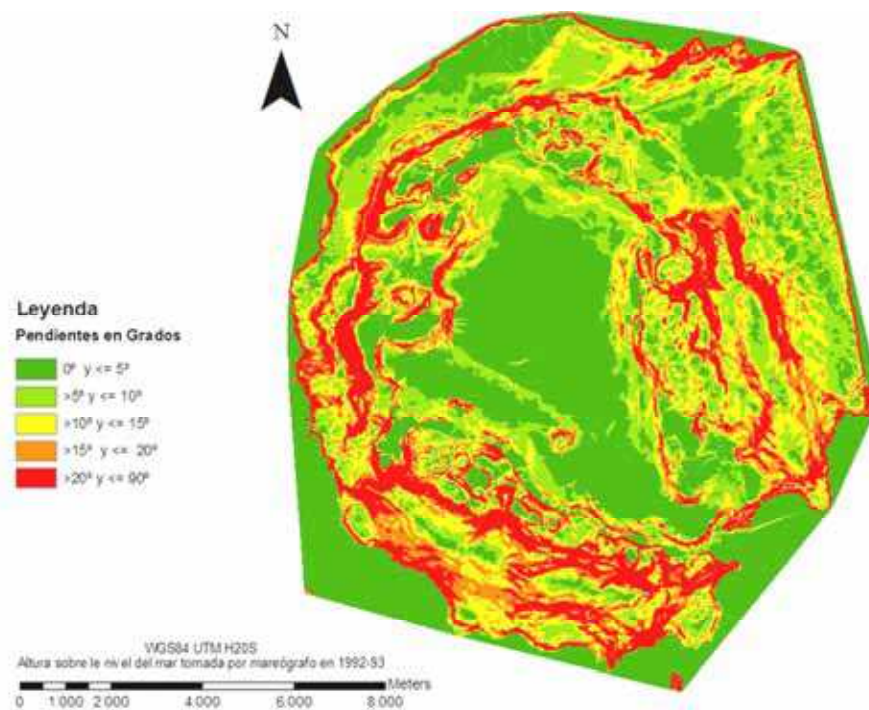 N
Leyenda
Pendientes en Grados
0º y <= 5º
>5º y <= 10º
>10º y <= 15º
>15º y <= 20º
>20º y <= 90º
WGS84 UTM H20S
Altura sobre le nivel del mar tomada por mareógrafo en 1992-93
Meters
0 1 000 2 000 4 000 6 000 8 000